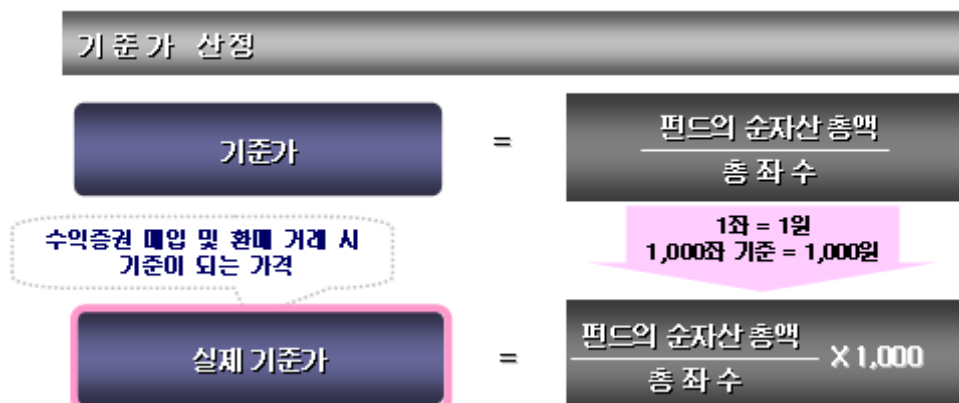 기준가 산정
기준가
=
펀드의 순자산 총액
총 좌 수
수익증권 매입 및 환매 거래 시
기준이 되는 가격
1좌 = 1원
1,000좌 기준 = 1,000원
실제 기준가
=
펀드의 순자산 총액
총 좌 수
X 1,000